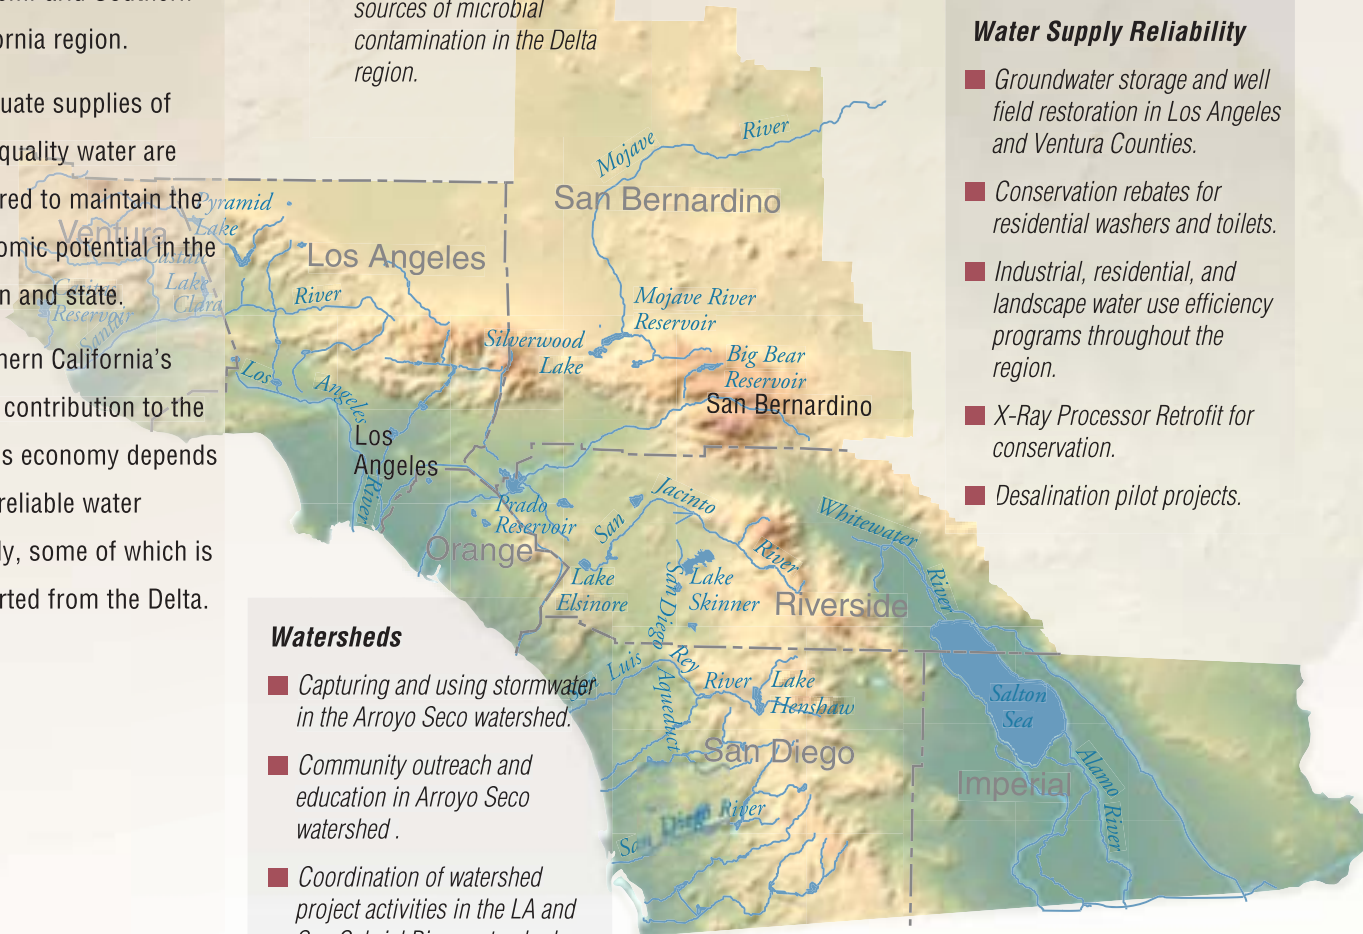 ornia region.
uate supplies of
quality water are
red to maintain the
omic potential in the
n and state.
hern California's
contribution to the
s economy depends
reliable water
ly, some of which is
rted from the Delta.
sources of microbial
contamination in the Delta
region.
Water Supply Reliability
Groundwater storage and well
field restoration in Los Angeles
and Ventura Counties.
Conservation rebates for
residential washers and toilets.
Industrial, residential, and
landscape water use efficiency
programs throughout the
region.
X-Ray Processor Retrofit for
conservation.
Desalination pilot projects.
Watersheds
Capturing and using stormwater
in the Arroyo Seco watershed.
Community outreach and
education in Arroyo Seco
watershed .
Coordination of watershed
project activities in the LA and
Mojave River
San Bernardino
Pyramid
Lake
Ventura
Los Angeles
Castaic
Lake
Casitas
Reservoir
Santa Clara
River
Mojave River
Reservoir
Silverwood
Lake
Big Bear
Reservoir
San Bernardino
Los Angeles River
Los
Angeles
Prado
Reservoir
Orange
San Jacinto River
Lake
Elsinore
Lake
Skinner
San Diego Aqueduct
Whitewater River
Riverside
San Luis Rey River
Lake
Henshaw
Salton
Sea
San Diego
Imperial
Alamo River
San Diego River